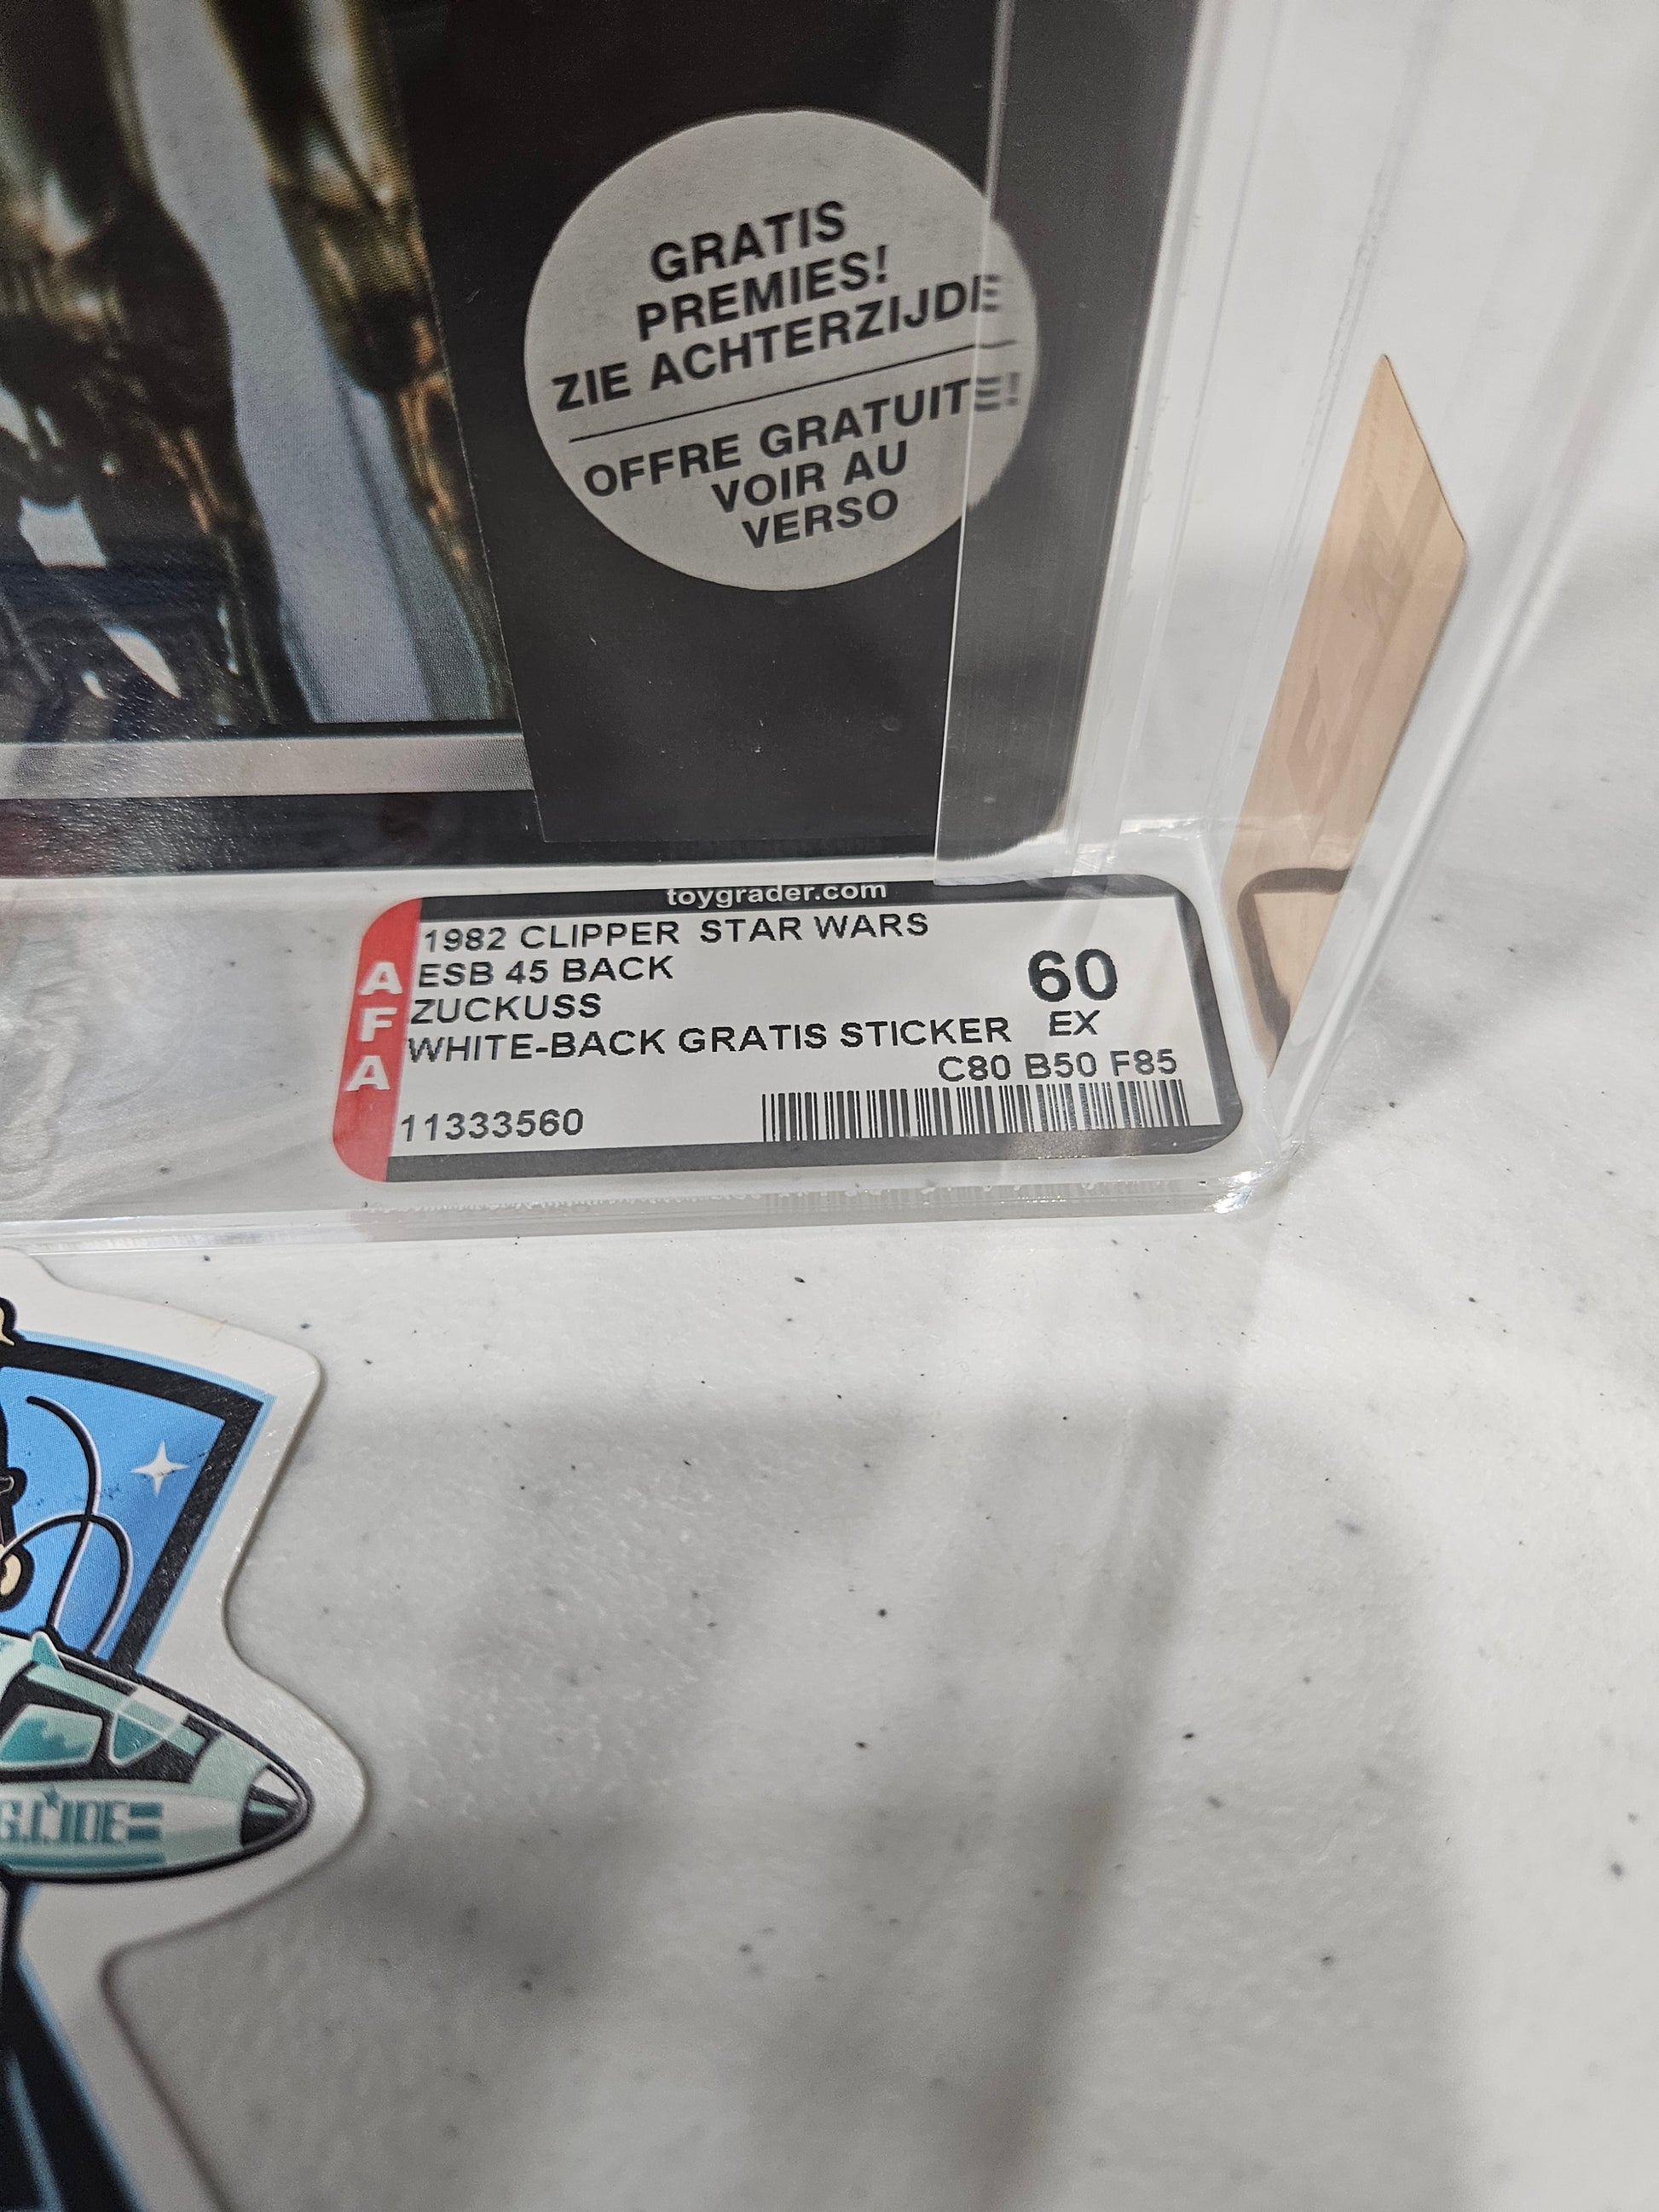 GRATIS
PREMIES!
ZIE ACHTERZIJDE
OFFRE GRATUITE!
VOIR AU
VERSO
toygrader.com
AFA
1982 CLIPPER STAR WARS
ESB 45 BACK
ZUCKUSS
WHITE-BACK GRATIS STICKER
60
EX
C80 B50 F85
11333560
G.I. JOE